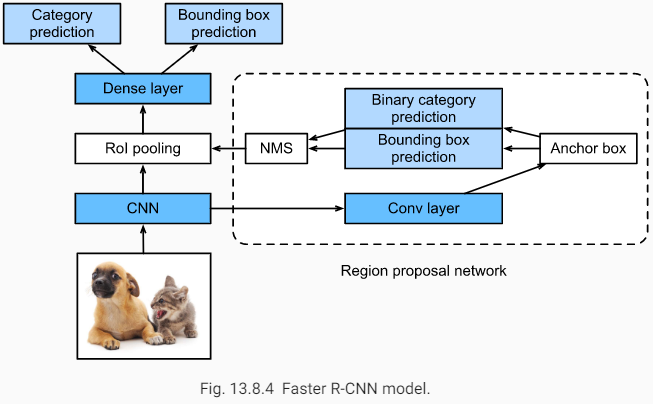 Category
prediction
Bounding box
prediction
Dense layer
Binary category
prediction
RoI pooling
NMS
Bounding box
prediction
Anchor box
CNN
Conv layer
Region proposal network
Fig. 13.8.4 Faster R-CNN model.